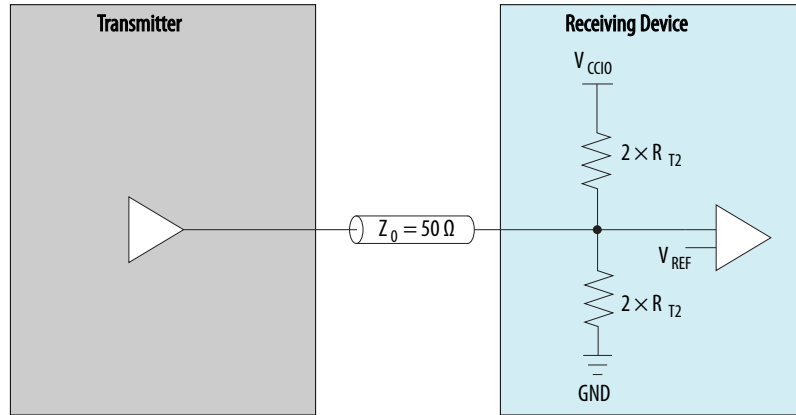 Transmitter
Receiving Device
V CCIO
2 × R T2
Z 0 = 50 Ω
V REF
2 × R T2
GND